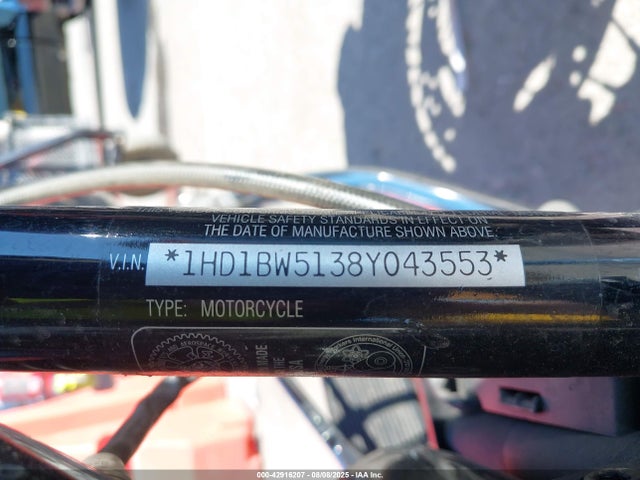 VEHICLE SAFETY STANDARDS IN EFFECT ON
THE DATE OF MANUFACTURE SHOWN ABOVE.
V.I.N. *1HD1BW5138Y043553*
TYPE: MOTORCYCLE
000-42916207 - 08/08/2025 - IAA Inc.